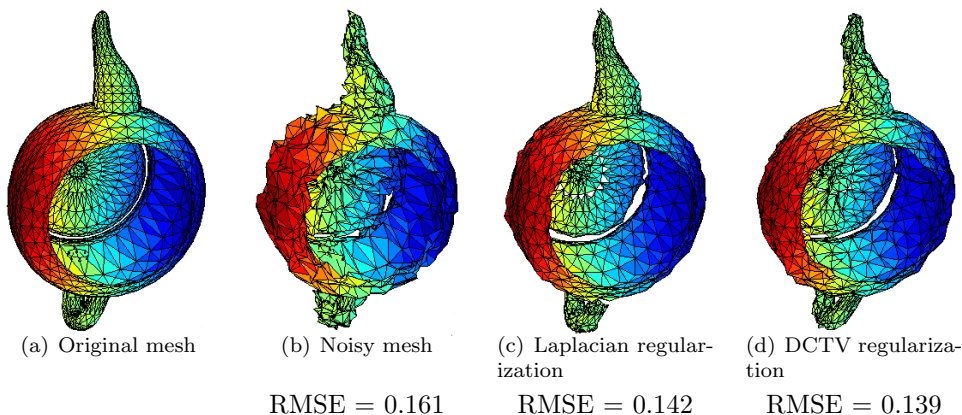 (a) Original mesh
(b) Noisy mesh
(c) Laplacian regular-
ization
(d) DCTV regulariza-
tion
RMSE = 0.161
RMSE = 0.142
RMSE = 0.139